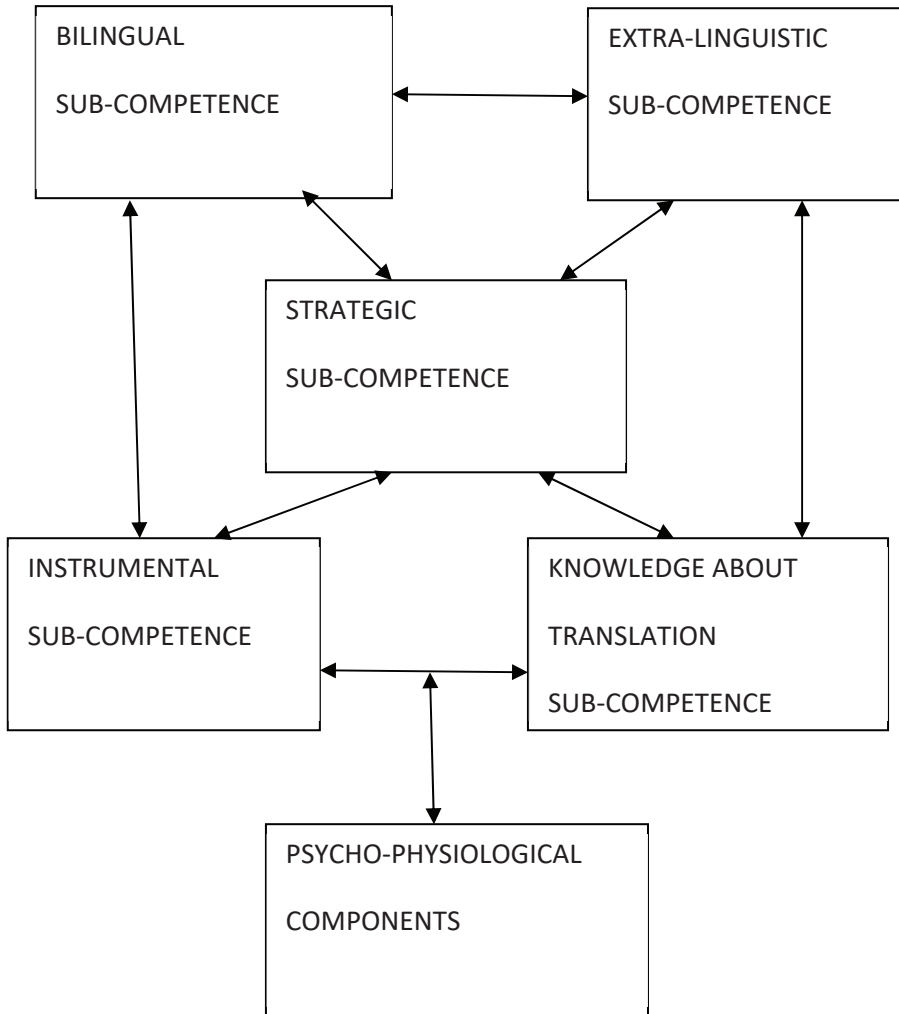 BILINGUAL
SUB-COMPETENCE
EXTRA-LINGUISTIC
SUB-COMPETENCE
STRATEGIC
SUB-COMPETENCE
INSTRUMENTAL
SUB-COMPETENCE
KNOWLEDGE ABOUT
TRANSLATION
SUB-COMPETENCE
PSYCHO-PHYSIOLOGICAL
COMPONENTS